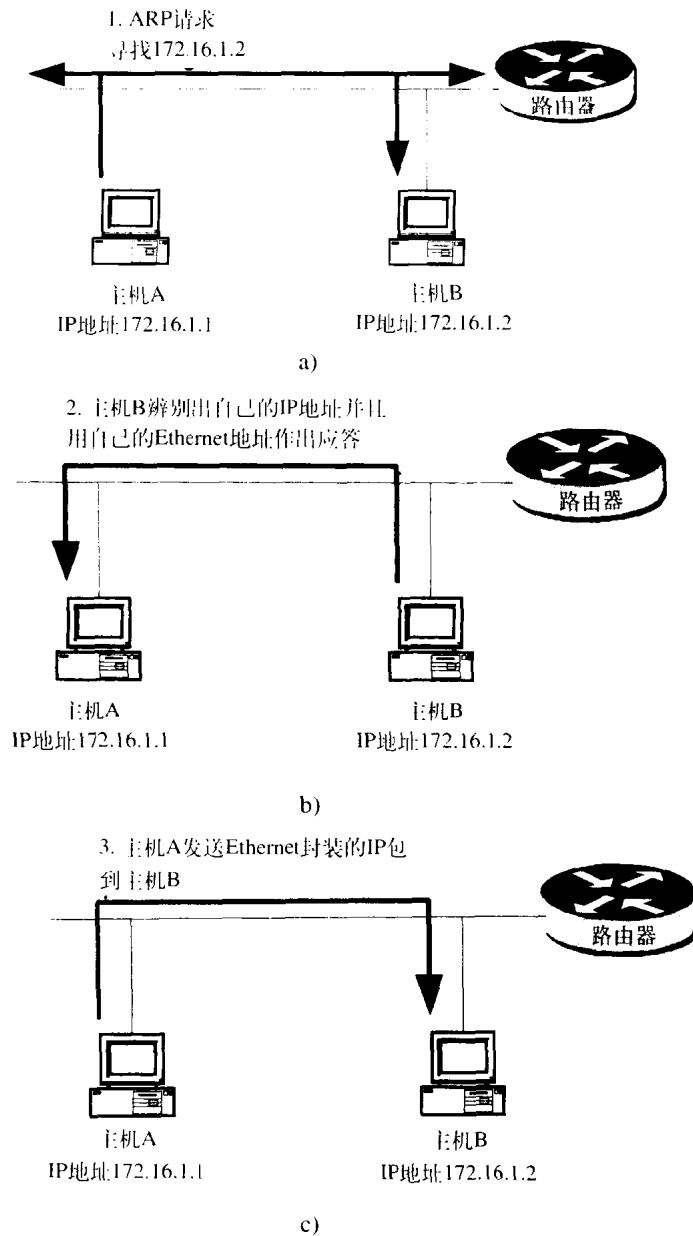 1. ARP请求
寻找172.16.1.2
路由器
主机A
主机B
IP地址172.16.1.1
IP地址172.16.1.2
a)
2. 主机B辨别出自己的IP地址并且
用自己的Ethernet地址作出应答
路由器
主机A
主机B
IP地址172.16.1.1
IP地址172.16.1.2
b)
3. 主机A发送Ethernet封装的IP包
到主机B
路由器
主机A
主机B
IP地址172.16.1.1
IP地址172.16.1.2
c)